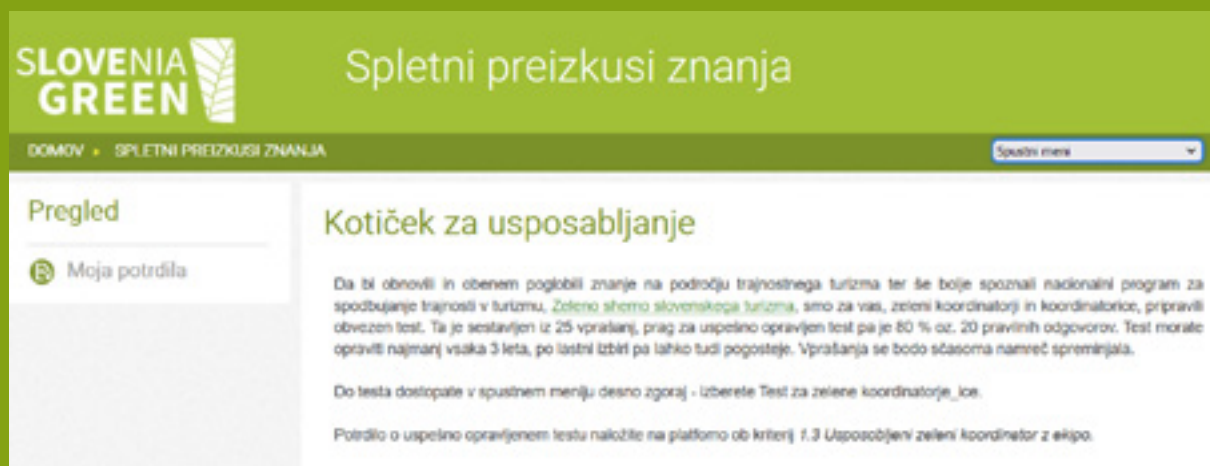 SLOVENIA
GREEN
Spletni preizkusi znanja
DOMOV • SPLETNI PREIZKUSI ZNANJA
Spustni meni
Pregled
Moja potrdila
Kotiček za usposabljanje
Da bi obnovili in obenem poglobili znanje na področju trajnostnega turizma ter še bolje spoznali nacionalni program za
spodbujanje trajnosti v turizmu, Zeleno shemo slovenskega turizma, smo za vas, zeleni koordinatorji in koordinatorice, pripravili
obvezen test. Ta je sestavljen iz 25 vprašanj, prag za uspešno opravljen test pa je 80 % oz. 20 pravilnih odgovorov. Test morate
opraviti najmanj vsaka 3 leta, po lastni izbiri pa lahko tudi pogosteje. Vprašanja se bodo sčasoma namreč spreminjala.
Do testa dostopate v spustnem meniju desno zgoraj - izberete Test za zelene koordinatorje_ice.
Potrdilo o uspešno opravljenem testu naložite na platformo ob kriterij 1.3 Usposobljeni zeleni koordinator z ekipo.